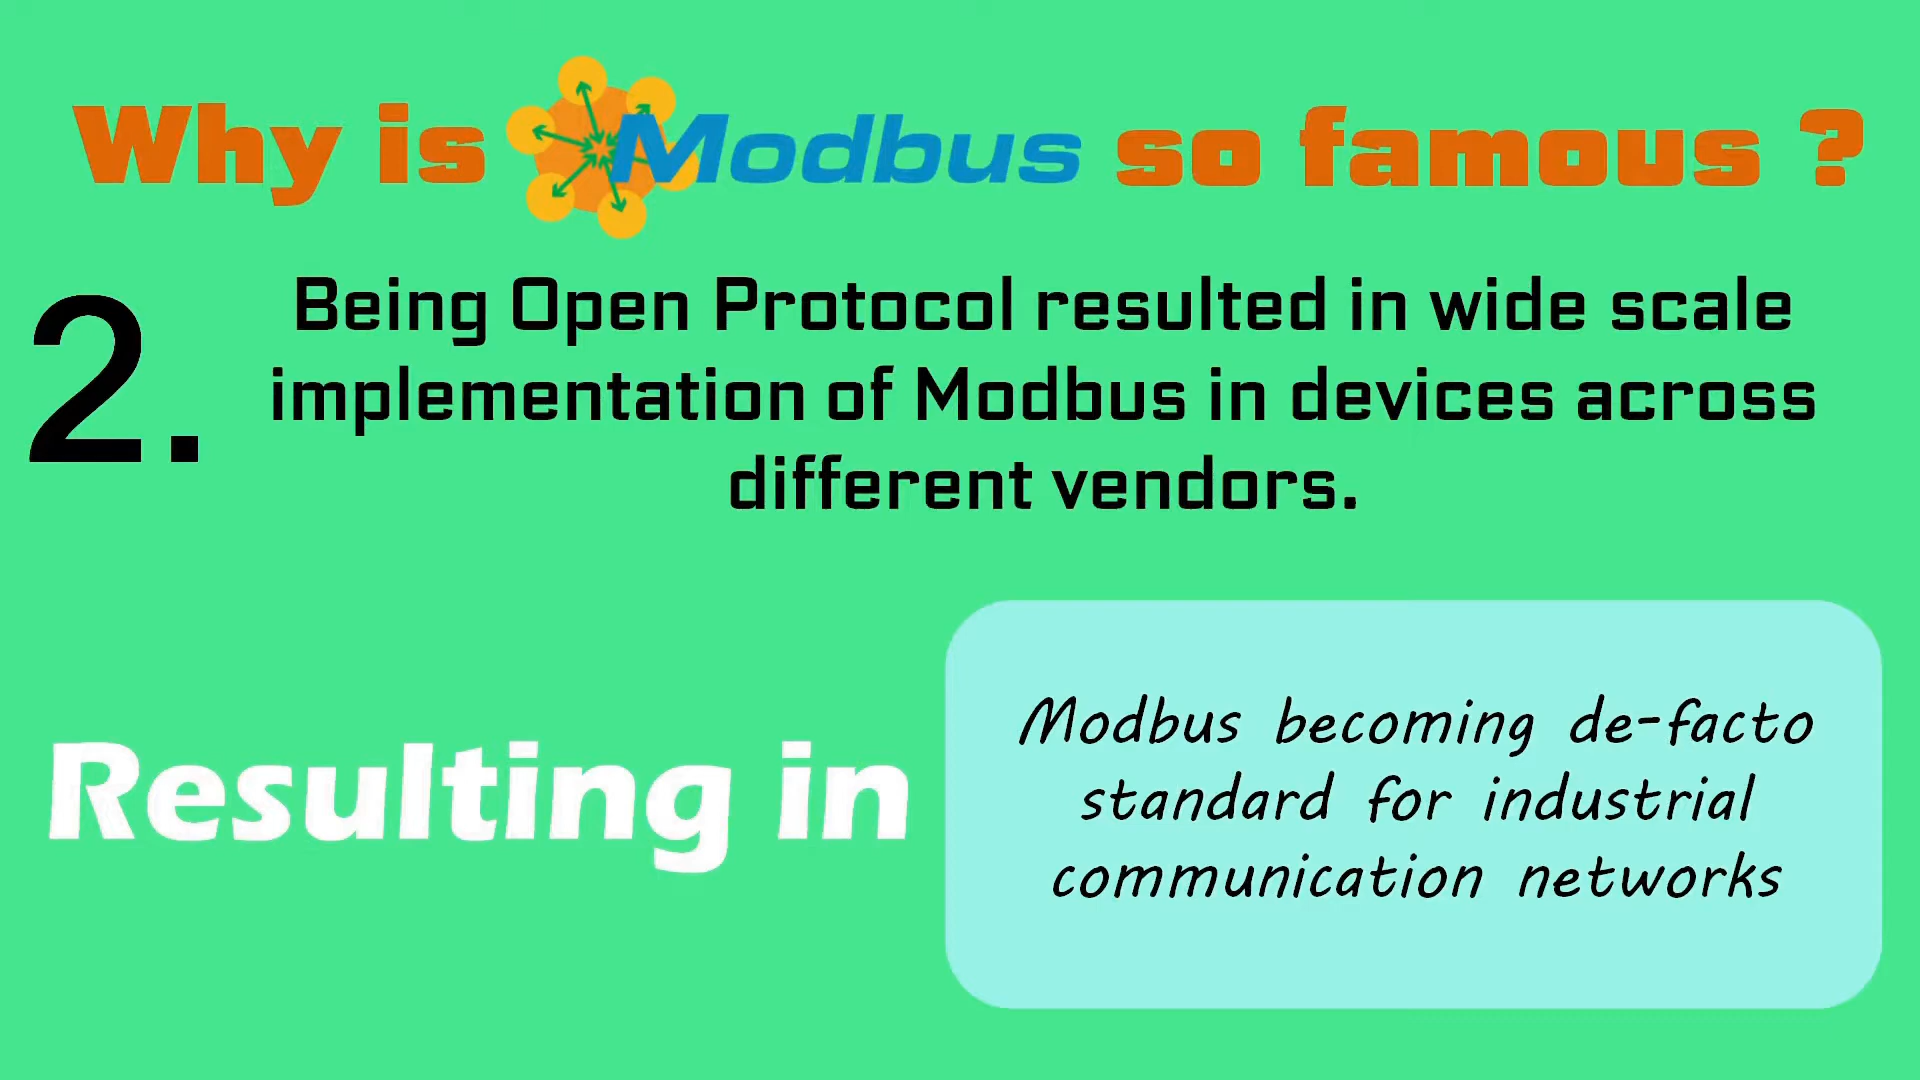 Why is Modbus so famous ?
2. Being Open Protocol resulted in wide scale
implementation of Modbus in devices across
different vendors.
Resulting in
Modbus becoming de-facto
standard for industrial
communication networks